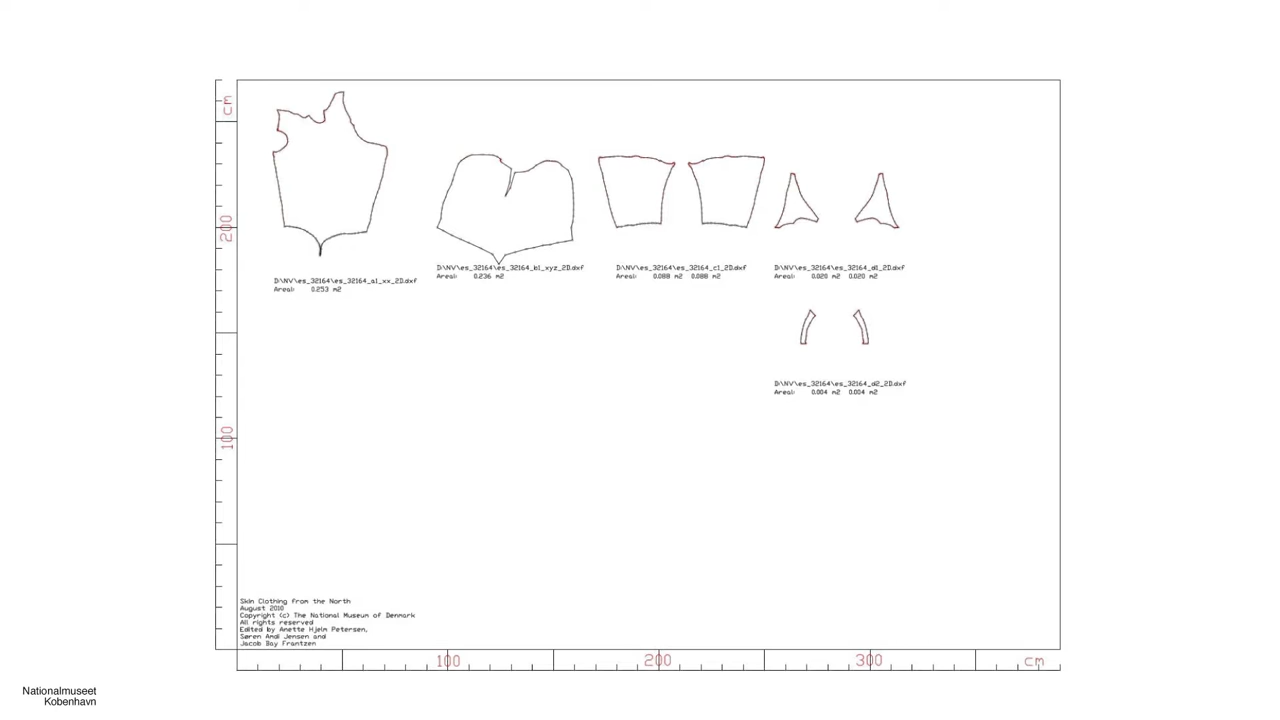 cm
200
100
D:\NV\es_32164\es_32164_a1_xx_2D.dxf
Areal: 0.253 m2
D:\NV\es_32164\es_32164_b1_xyz_2D.dxf
Areal: 0.236 m2
D:\NV\es_32164\es_32164_c1_2D.dxf
Areal: 0.088 m2 0.088 m2
D:\NV\es_32164\es_32164_d1_2D.dxf
Areal: 0.020 m2 0.020 m2
D:\NV\es_32164\es_32164_d2_2D.dxf
Areal: 0.004 m2 0.004 m2
Skin Clothing from the North
August 2010
Copyright (c) The National Museum of Denmark
All rights reserved
Edited by Anette Hjelm Petersen,
Søren Amdi Jensen and
Jacob Bay Frantzen
100 200 300 cm
Nationalmuseet
Kobenhavn